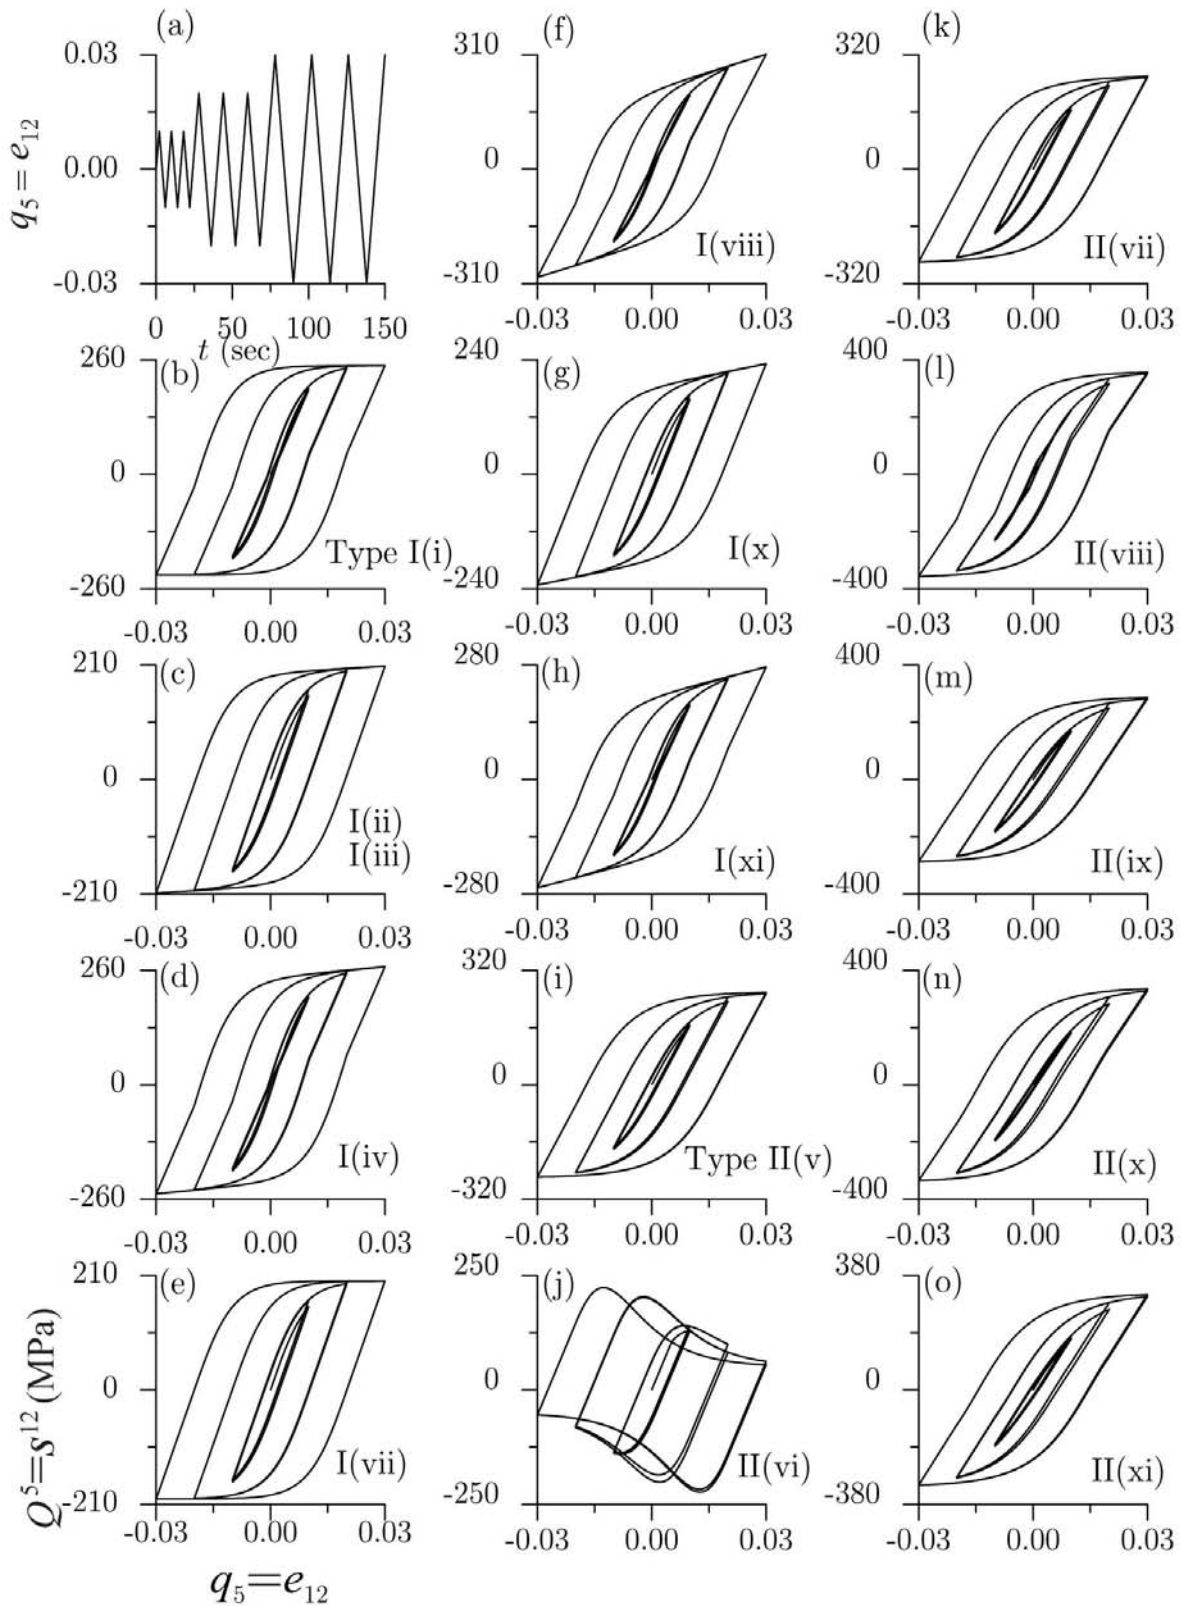 (a)
q₅ = e₁₂
0.03
0.00
-0.03
0 50 100 150
t (sec)
(b)
260
0
-260
Type I(i)
-0.03 0.00 0.03
(c)
210
0
-210
I(ii)
I(iii)
-0.03 0.00 0.03
(d)
260
0
-260
I(iv)
-0.03 0.00 0.03
(e)
210
0
-210
I(vii)
-0.03 0.00 0.03
Q⁵=s¹² (MPa)
q₅=e₁₂
(f)
310
0
-310
I(viii)
-0.03 0.00 0.03
(g)
240
0
-240
I(x)
-0.03 0.00 0.03
(h)
280
0
-280
I(xi)
-0.03 0.00 0.03
(i)
320
0
-320
Type II(v)
-0.03 0.00 0.03
(j)
250
0
-250
II(vi)
-0.03 0.00 0.03
(k)
320
0
-320
II(vii)
-0.03 0.00 0.03
(l)
400
0
-400
II(viii)
-0.03 0.00 0.03
(m)
400
0
-400
II(ix)
-0.03 0.00 0.03
(n)
400
0
-400
II(x)
-0.03 0.00 0.03
(o)
380
0
-380
II(xi)
-0.03 0.00 0.03